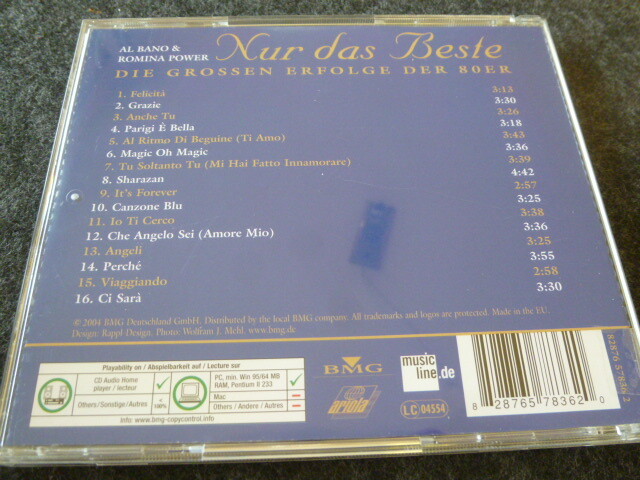 AL BANO &
ROMINA POWER
Nur das Beste
DIE GROSSEN ERFOLGE DER 80ER
1. Felicità 3:13
2. Grazie 3:30
3. Anche Tu 3:26
4. Parigi È Bella 3:18
5. Al Ritmo Di Beguine (Ti Amo) 3:43
6. Magic Oh Magic 3:36
7. Tu Soltanto Tu (Mi Hai Fatto Innamorare) 3:39
8. Sharazan 4:42
9. It's Forever 2:57
10. Canzone Blu 3:25
11. Io Ti Cerco 3:38
12. Che Angelo Sei (Amore Mio) 3:36
13. Angeli 3:25
14. Perché 3:55
15. Viaggiando 2:58
16. Ci Sarà 3:30
℗ 2004 BMG Deutschland GmbH. Distributed by the local BMG company. All trademarks and logos are protected. Made in the EU.
Design: Rappl Design. Photo: Wolfram J. Mehl. www.bmg.de
Playability on / Abspielbarkeit auf / Lecture sur
CD Audio Home
player / lecteur
Others/Sonstige/Autres
< 100%
PC, min. Win 95/64 MB
RAM, Pentium II 233
Mac
Others / Andere / Autres
Info: www.bmg-copycontrol.info
BMG
ariola
music
line.de
LC 04554
8 28765 78362 0